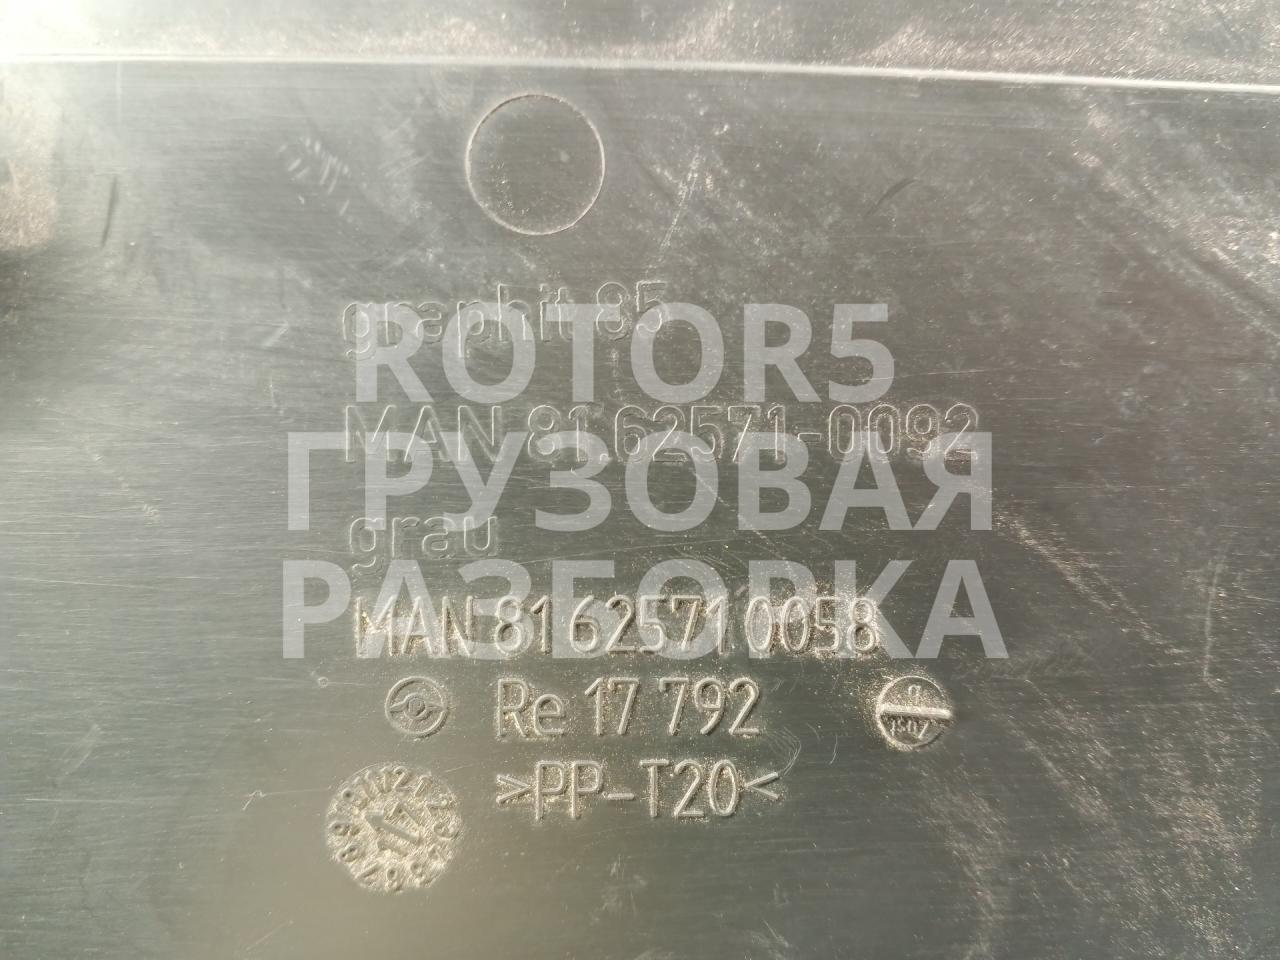 graphit 85
ROTOR5
MAN 81.62571-0092
ГРУЗОВАЯ
grau
РАЗБОРКА
MAN 81 62571 0058
Re 17 792
>PP-T20<
17